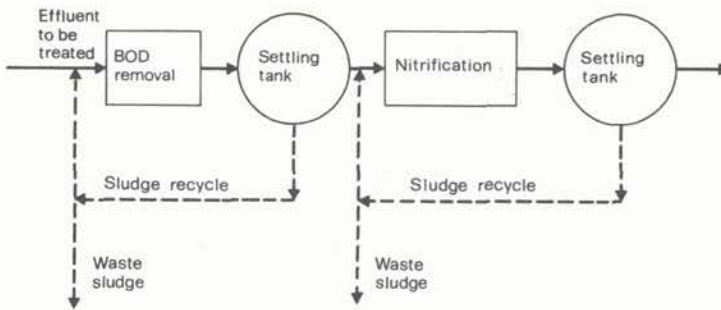 Effluent
to be
treated
BOD
removal
Settling
tank
Nitrification
Settling
tank
Sludge recycle
Sludge recycle
Waste
sludge
Waste
sludge